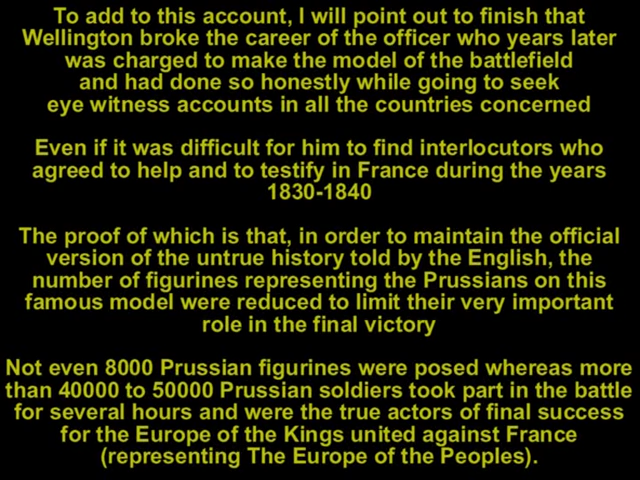 To add to this account, I will point out to finish that
Wellington broke the career of the officer who years later
was charged to make the model of the battlefield
and had done so honestly while going to seek
eye witness accounts in all the countries concerned
Even if it was difficult for him to find interlocutors who
agreed to help and to testify in France during the years
1830-1840
The proof of which is that, in order to maintain the official
version of the untrue history told by the English, the
number of figurines representing the Prussians on this
famous model were reduced to limit their very important
role in the final victory
Not even 8000 Prussian figurines were posed whereas more
than 40000 to 50000 Prussian soldiers took part in the battle
for several hours and were the true actors of final success
for the Europe of the Kings united against France
(representing The Europe of the Peoples).